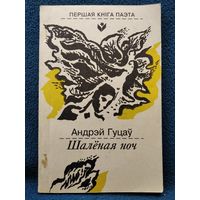 ПЕРШАЯ КНІГА ПАЭТА
Андрэй Гуцаў
Шалёная ноч